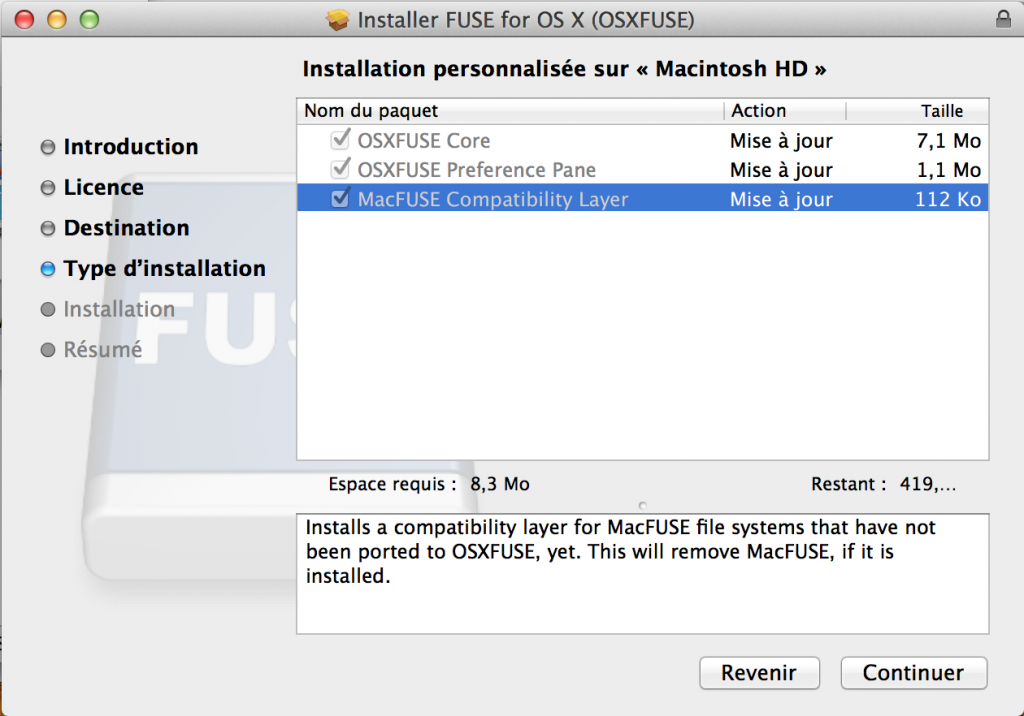 Installer FUSE for OS X (OSXFUSE)
Installation personnalisée sur « Macintosh HD »
Introduction
Licence
Destination
Type d’installation
Installation
Résumé
FUS
Nom du paquet Action Taille
OSXFUSE Core Mise à jour 7,1 Mo
OSXFUSE Preference Pane Mise à jour 1,1 Mo
MacFUSE Compatibility Layer Mise à jour 112 Ko
Espace requis : 8,3 Mo Restant : 419,…
Installs a compatibility layer for MacFUSE file systems that have not
been ported to OSXFUSE, yet. This will remove MacFUSE, if it is
installed.
Revenir Continuer